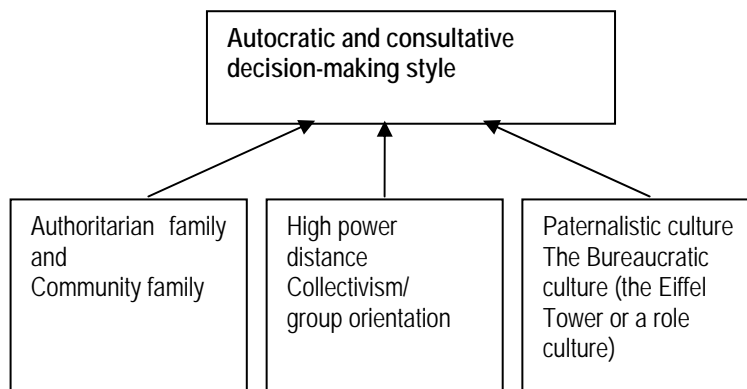 Autocratic and consultative
decision-making style
Authoritarian family
and
Community family
High power
distance
Collectivism/
group orientation
Paternalistic culture
The Bureaucratic
culture (the Eiffel
Tower or a role
culture)